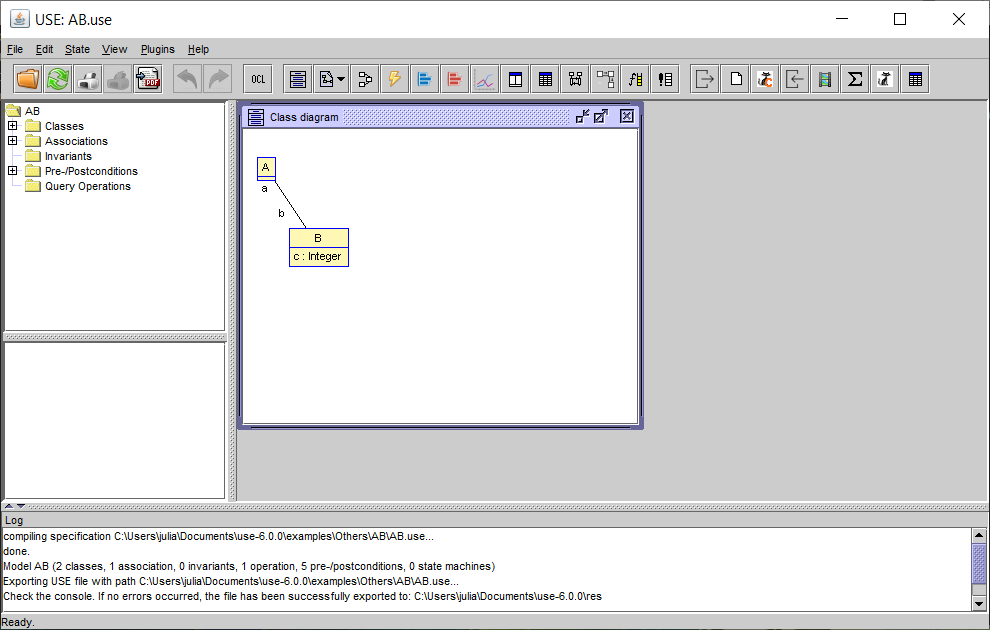 USE: AB.use
File Edit State View Plugins Help
PDF OCL
AB
Classes
Associations
Invariants
Pre-/Postconditions
Query Operations
Class diagram
A
a
b
B
c : Integer
Log
compiling specification C:\Users\julia\Documents\use-6.0.0\examples\Others\AB\AB.use...
done.
Model AB (2 classes, 1 association, 0 invariants, 1 operation, 5 pre-/postconditions, 0 state machines)
Exporting USE file with path C:\Users\julia\Documents\use-6.0.0\examples\Others\AB\AB.use...
Check the console. If no errors occurred, the file has been successfully exported to: C:\Users\julia\Documents\use-6.0.0\res
Ready.